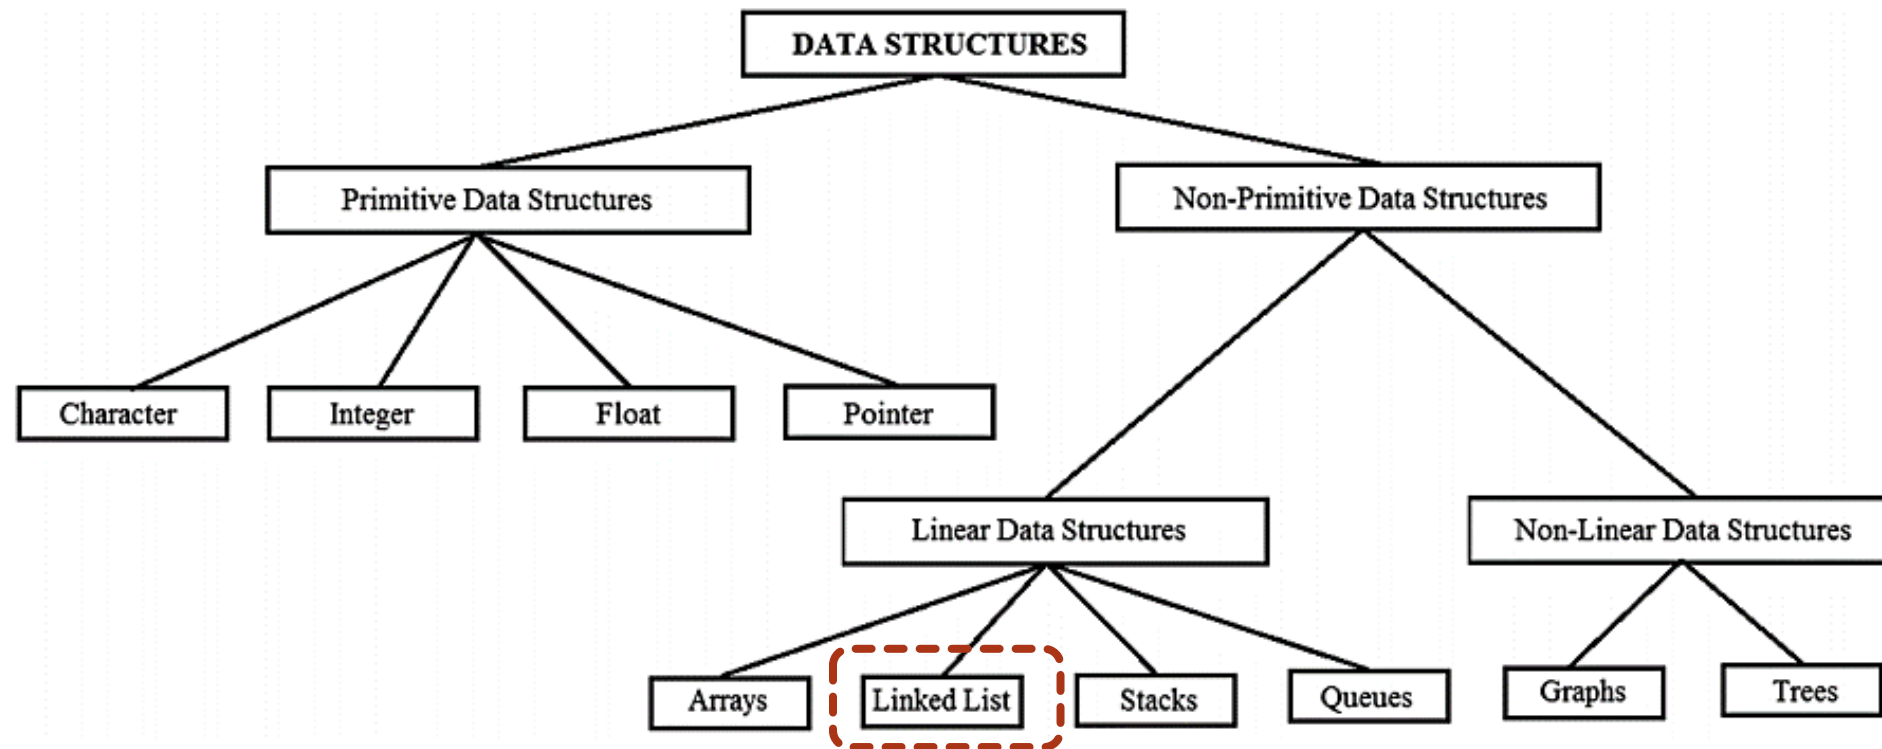 DATA STRUCTURES
Primitive Data Structures
Non-Primitive Data Structures
Character
Integer
Float
Pointer
Linear Data Structures
Non-Linear Data Structures
Arrays
Linked List
Stacks
Queues
Graphs
Trees